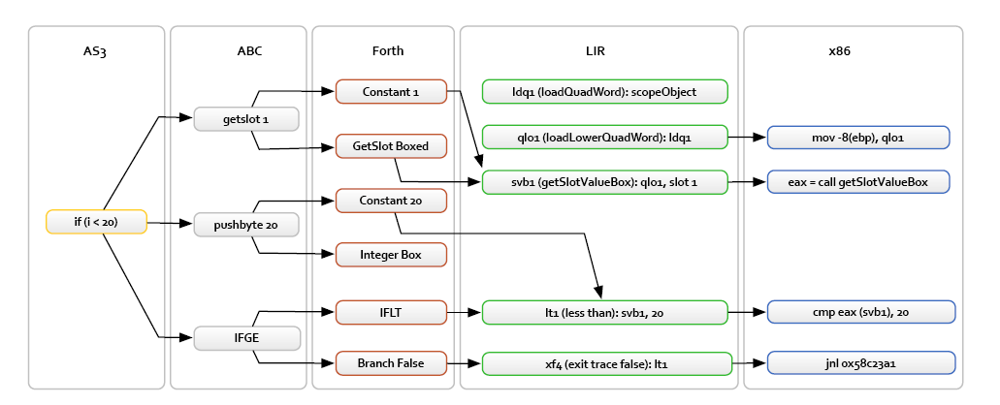 AS3
ABC
Forth
LIR
x86
if (i < 20)
getslot 1
pushbyte 20
IFGE
Constant 1
GetSlot Boxed
Constant 20
Integer Box
IFLT
Branch False
ldq1 (loadQuadWord): scopeObject
qlo1 (loadLowerQuadWord): ldq1
svb1 (getSlotValueBox): qlo1, slot 1
lt1 (less than): svb1, 20
xf4 (exit trace false): lt1
mov -8(ebp), qlo1
eax = call getSlotValueBox
cmp eax (svb1), 20
jnl 0x58c23a1